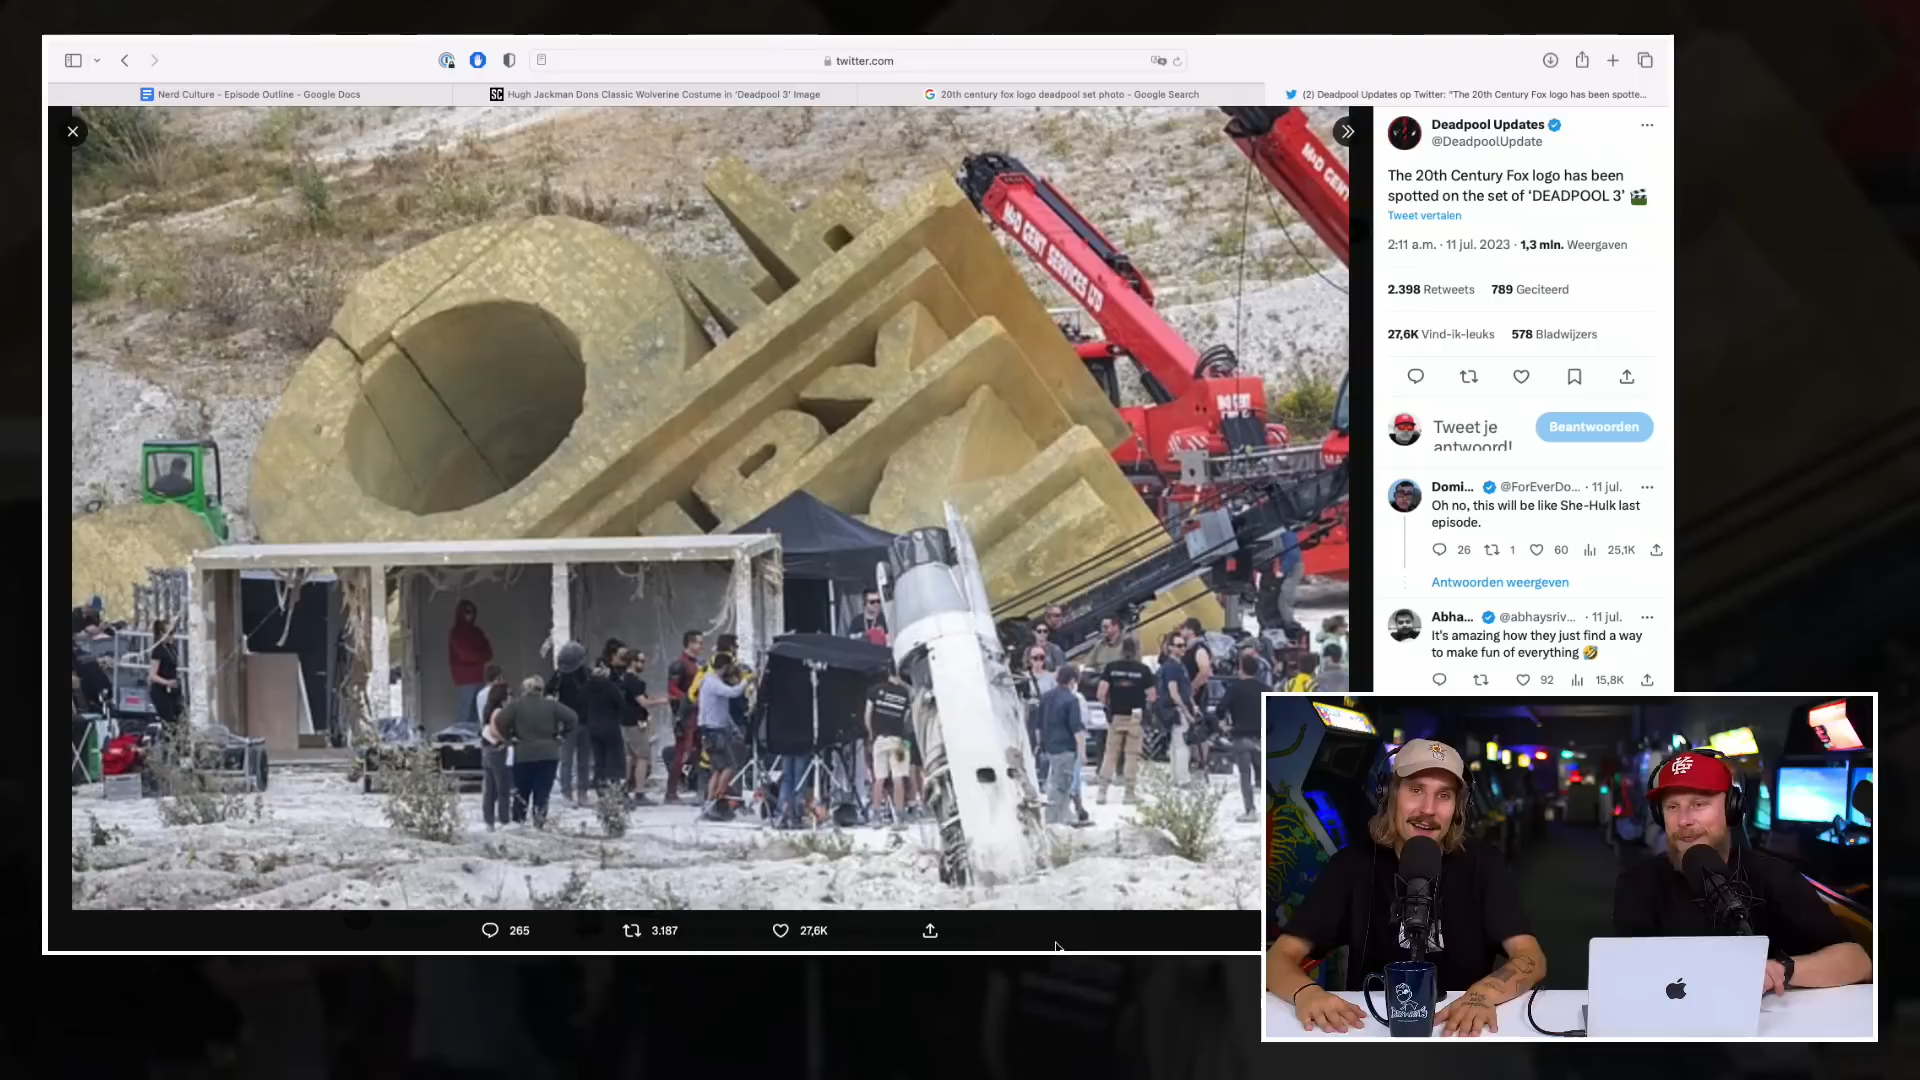 twitter.com
Nerd Culture - Episode Outline - Google Docs
SC Hugh Jackman Dons Classic Wolverine Costume in 'Deadpool 3' Image
20th century fox logo deadpool set photo - Google Search
(2) Deadpool Updates op Twitter: "The 20th Century Fox logo has been spotte...
Deadpool Updates
@DeadpoolUpdate
The 20th Century Fox logo has been
spotted on the set of 'DEADPOOL 3' 🎬
Tweet vertalen
2:11 a.m. · 11 jul. 2023 · 1,3 mln. Weergaven
2.398 Retweets 789 Geciteerd
27,6K Vind-ik-leuks 578 Bladwijzers
Tweet je
antwoord!
Beantwoorden
Domi... @ForEverDo... · 11 jul.
Oh no, this will be like She-Hulk last
episode.
26 1 60 25,1K
Antwoorden weergeven
Abha... @abhaysriv... · 11 jul.
It's amazing how they just find a way
to make fun of everything 🤣
92 15,8K
265 3.187 27,6K